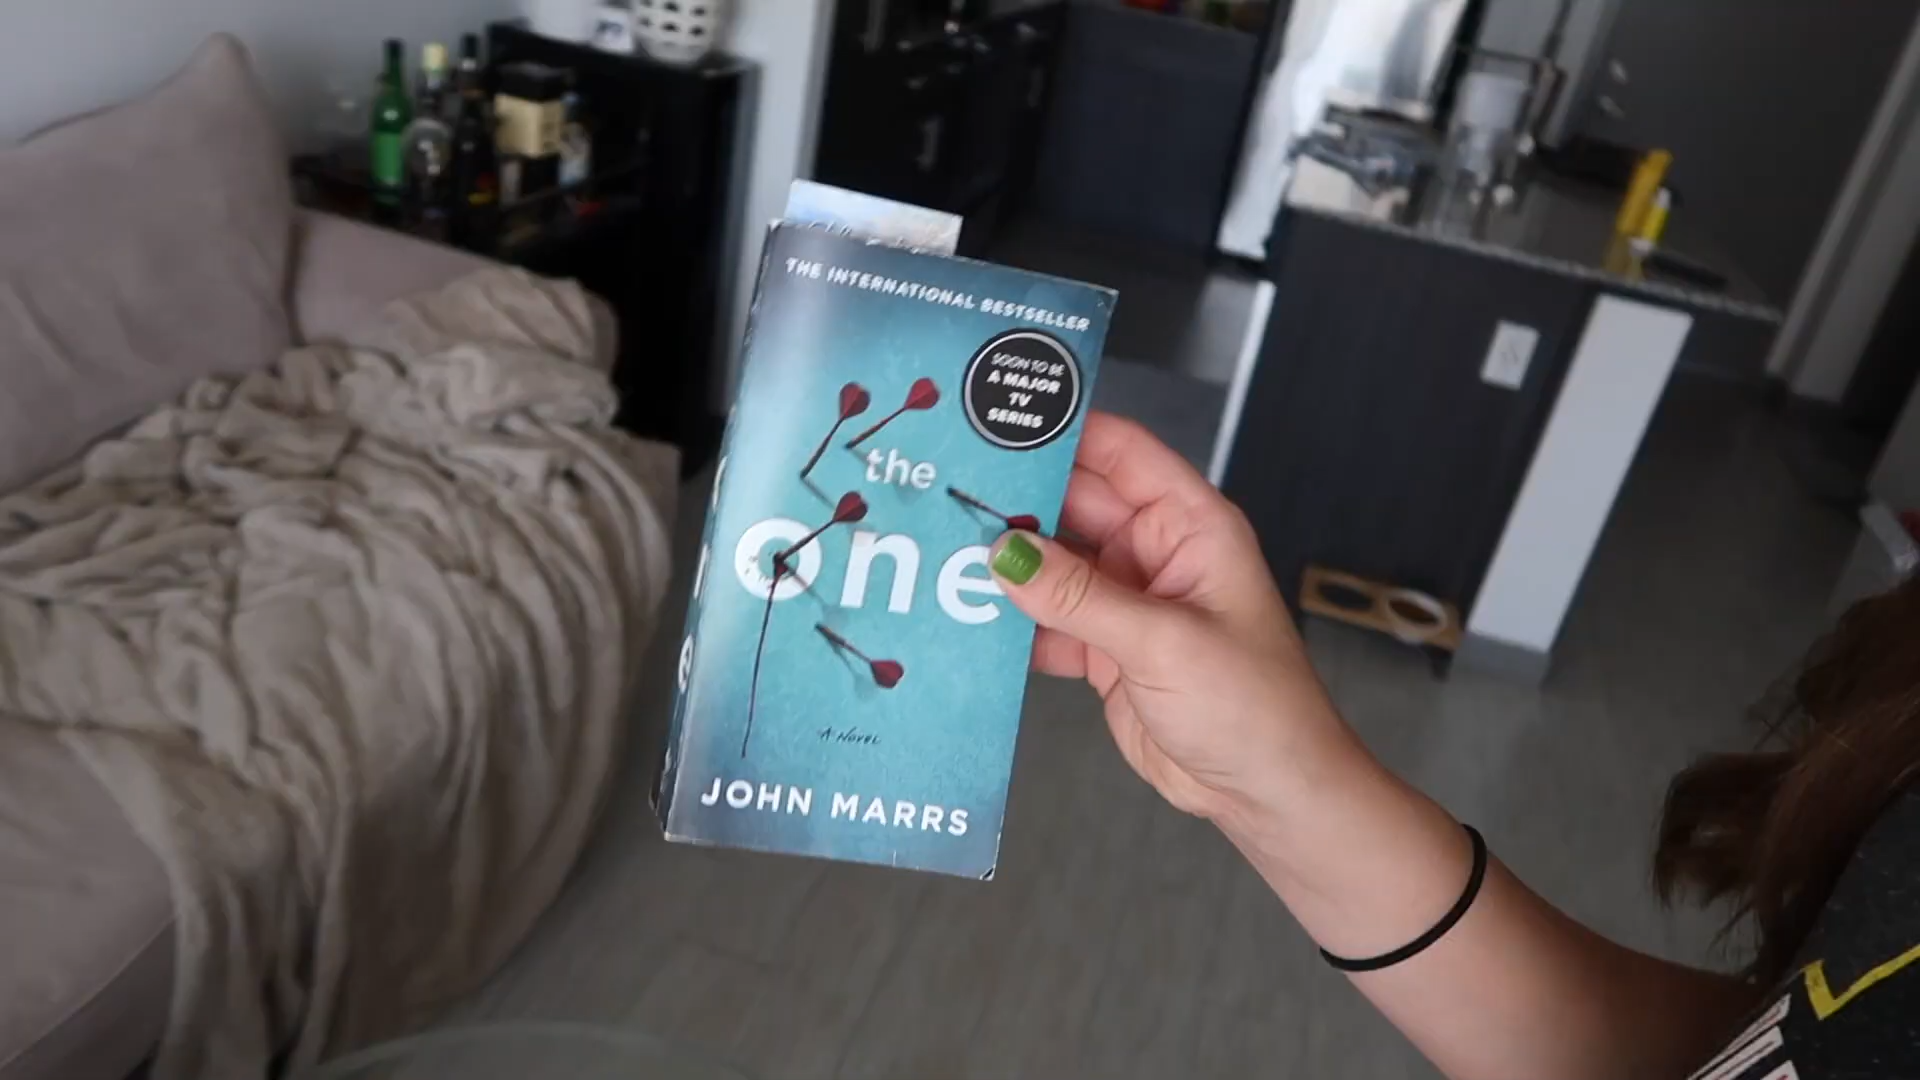 THE INTERNATIONAL BESTSELLER
SOON TO BE
A MAJOR
TV
SERIES
the
one
A NOVEL
JOHN MARRS